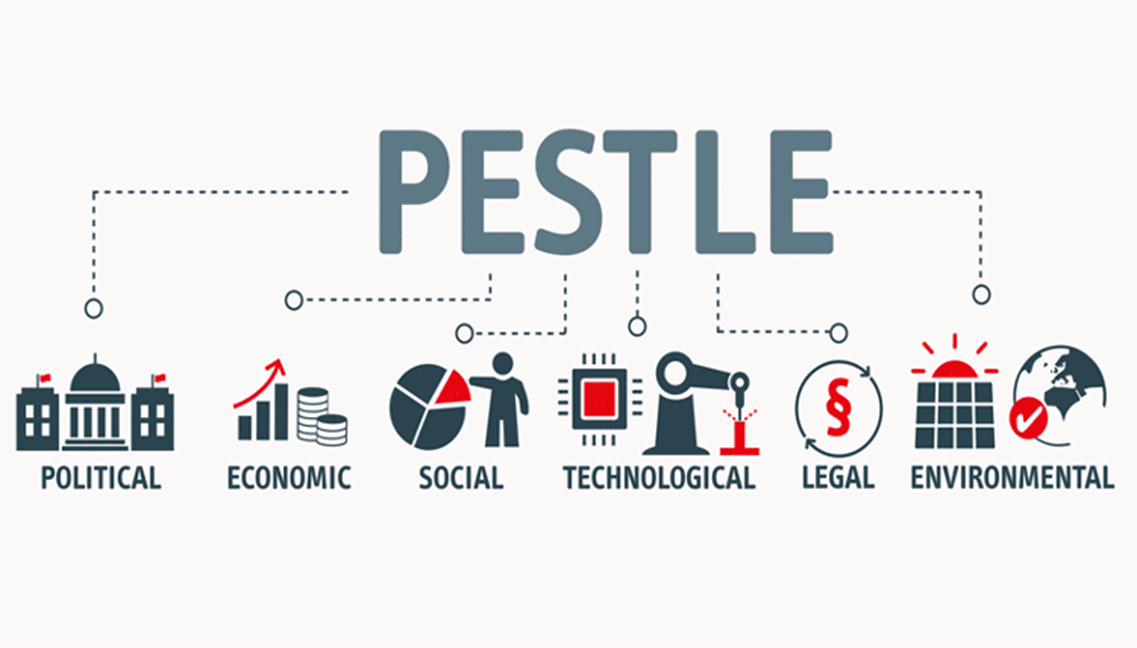 PESTLE
§
POLITICAL
ECONOMIC
SOCIAL
TECHNOLOGICAL
LEGAL
ENVIRONMENTAL